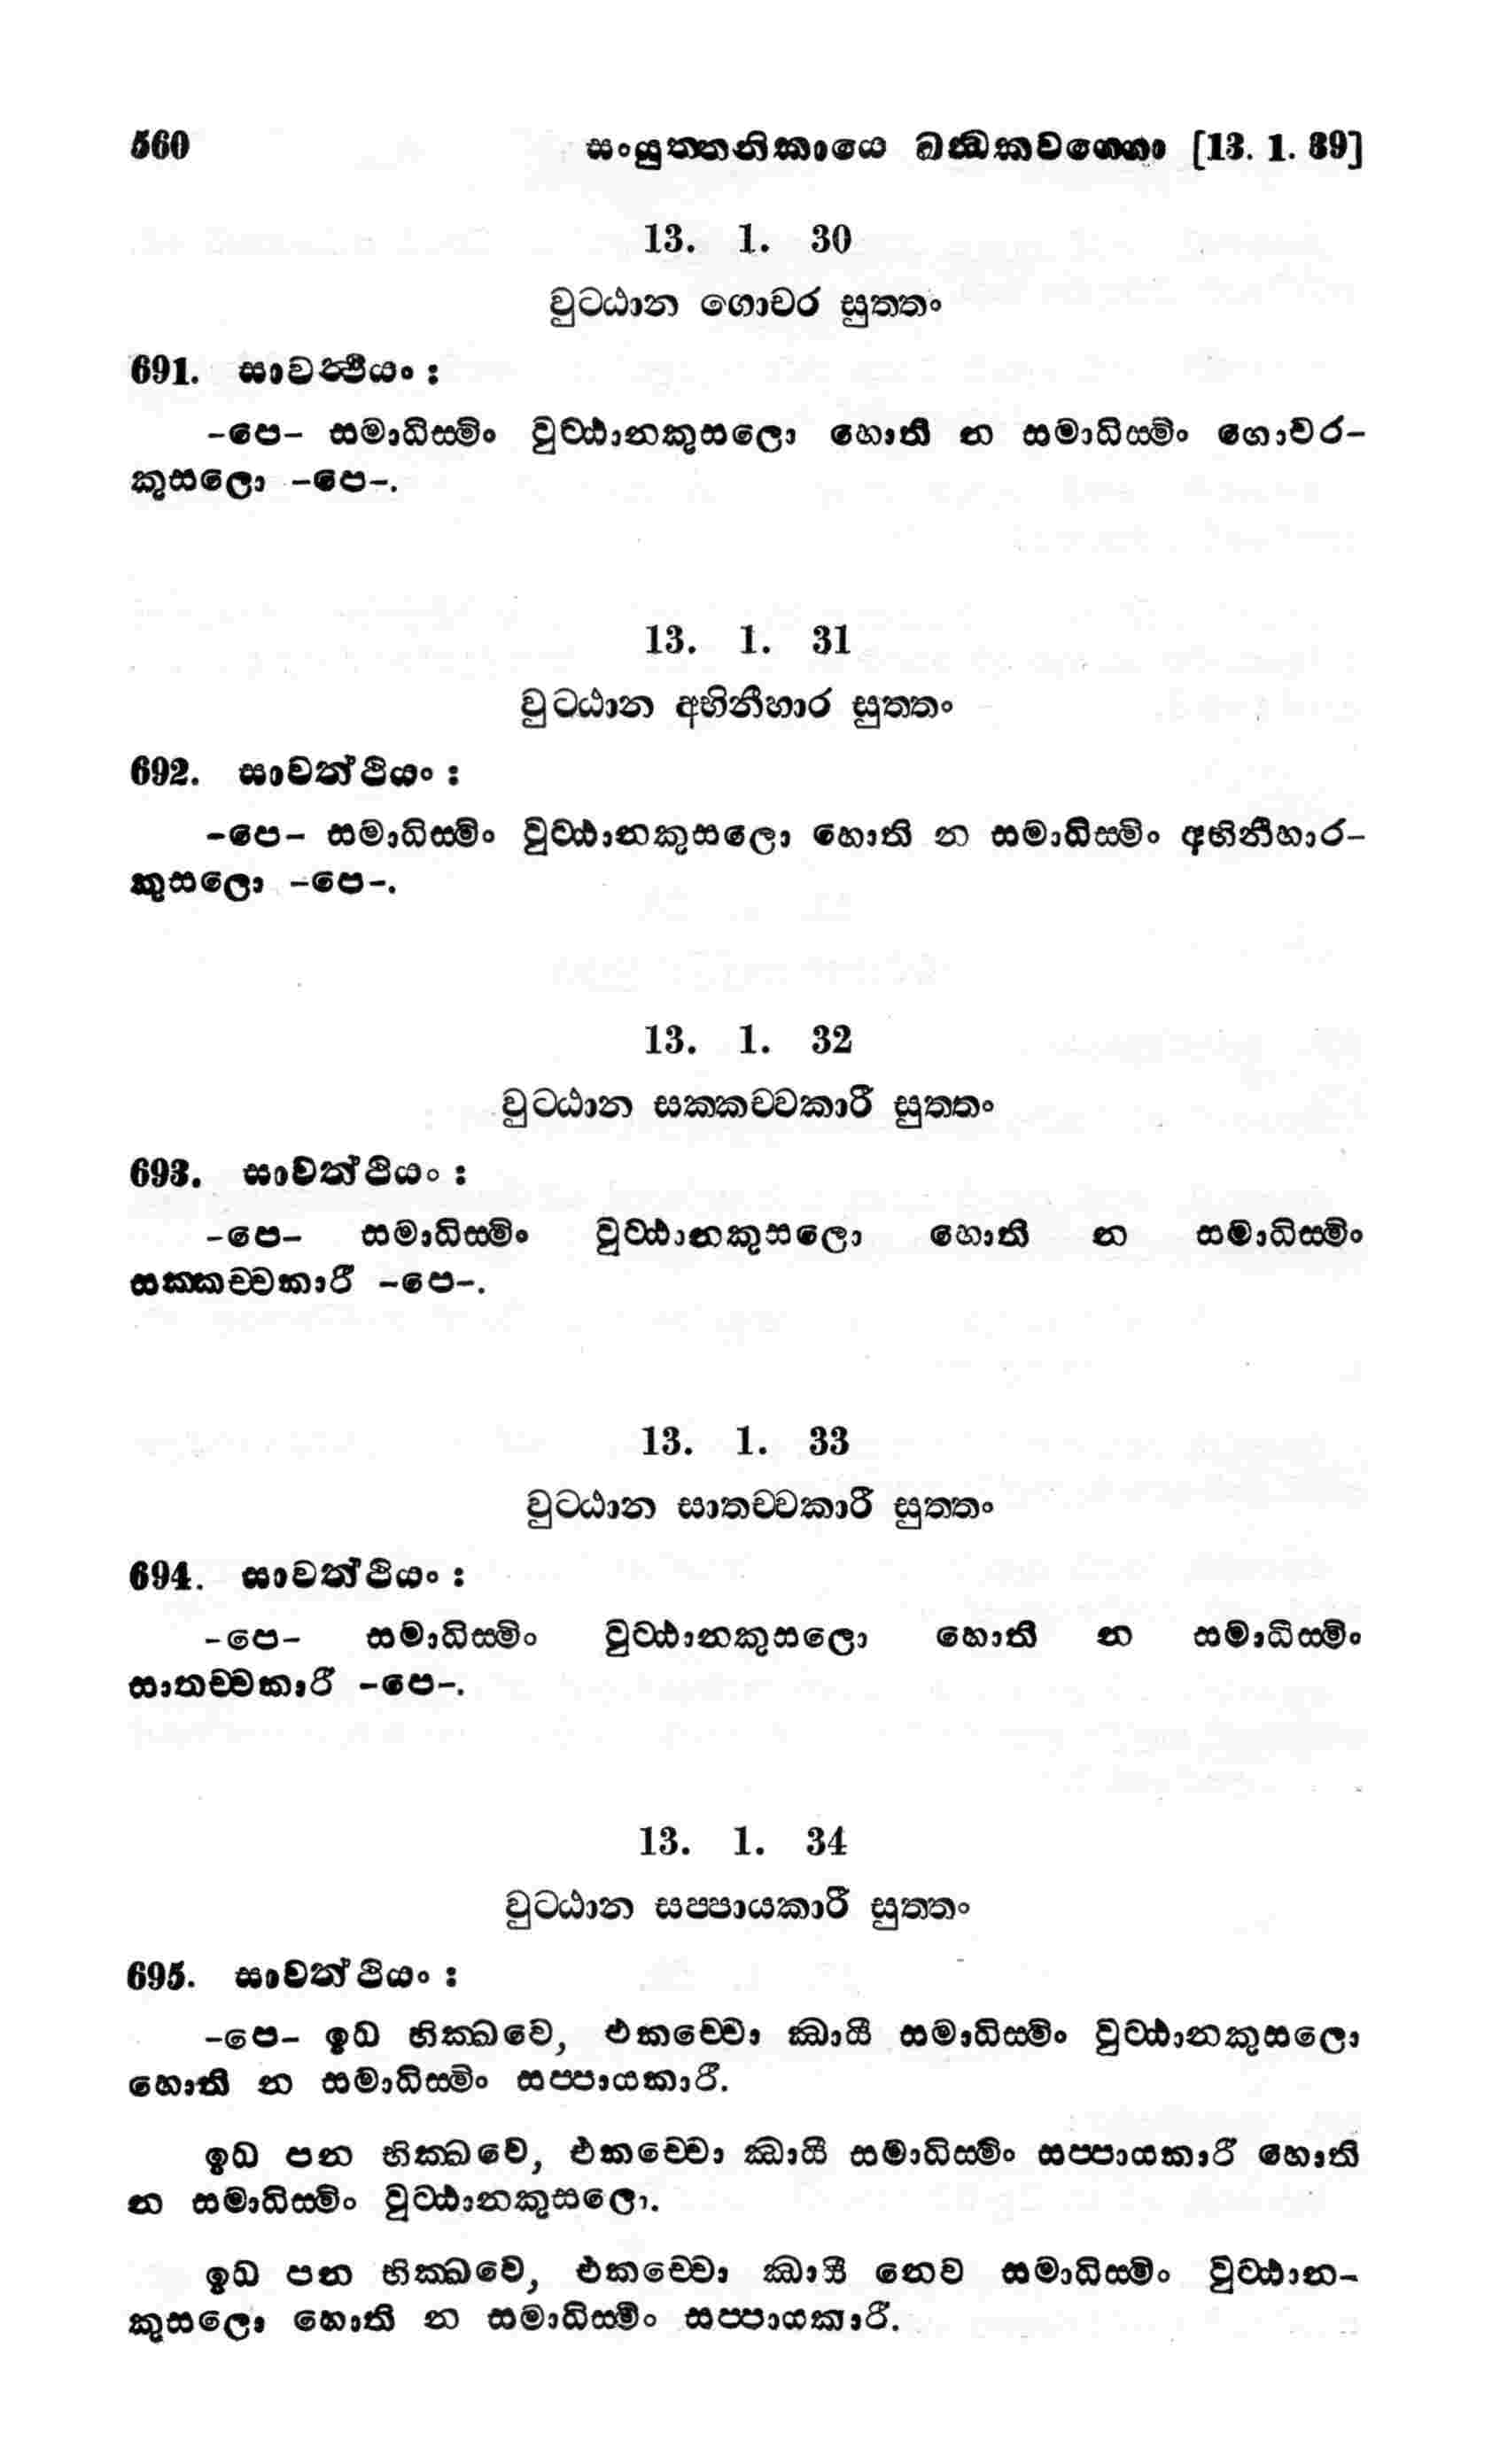 560 සංයුත්තනිකායෙ ඛන්ධකවග්ගො [13. 1. 39]
13. 1. 30
වුට්ඨාන ගොචර සුත්තං
691. සාවත්ථියං :
-පෙ- සමාධිස්මිං වුට්ඨානකුසලො හොති න සමාධිස්මිං ගොචර-
කුසලො -පෙ-.
13. 1. 31
වුට්ඨාන අභිනීහාර සුත්තං
692. සාවත්ථියං :
-පෙ- සමාධිස්මිං වුට්ඨානකුසලො හොති න සමාධිස්මිං අභිනීහාර-
කුසලො -පෙ-.
13. 1. 32
වුට්ඨාන සක්කච්චකාරී සුත්තං
693. සාවත්ථියං :
-පෙ- සමාධිස්මිං වුට්ඨානකුසලො හොති න සමාධිස්මිං
සක්කච්චකාරී -පෙ-.
13. 1. 33
වුට්ඨාන සාතච්චකාරී සුත්තං
694. සාවත්ථියං :
-පෙ- සමාධිස්මිං වුට්ඨානකුසලො හොති න සමාධිස්මිං
සාතච්චකාරී -පෙ-.
13. 1. 34
වුට්ඨාන සප්පායකාරී සුත්තං
695. සාවත්ථියං :
-පෙ- ඉධ භික්ඛවෙ, එකච්චො ඣායී සමාධිස්මිං වුට්ඨානකුසලො
හොති න සමාධිස්මිං සප්පායකාරී.
ඉධ පන භික්ඛවෙ, එකච්චො ඣායී සමාධිස්මිං සප්පායකාරී හොති
න සමාධිස්මිං වුට්ඨානකුසලො.
ඉධ පන භික්ඛවෙ, එකච්චො ඣායී නෙව සමාධිස්මිං වුට්ඨාන-
කුසලො හොති න සමාධිස්මිං සප්පායකාරී.